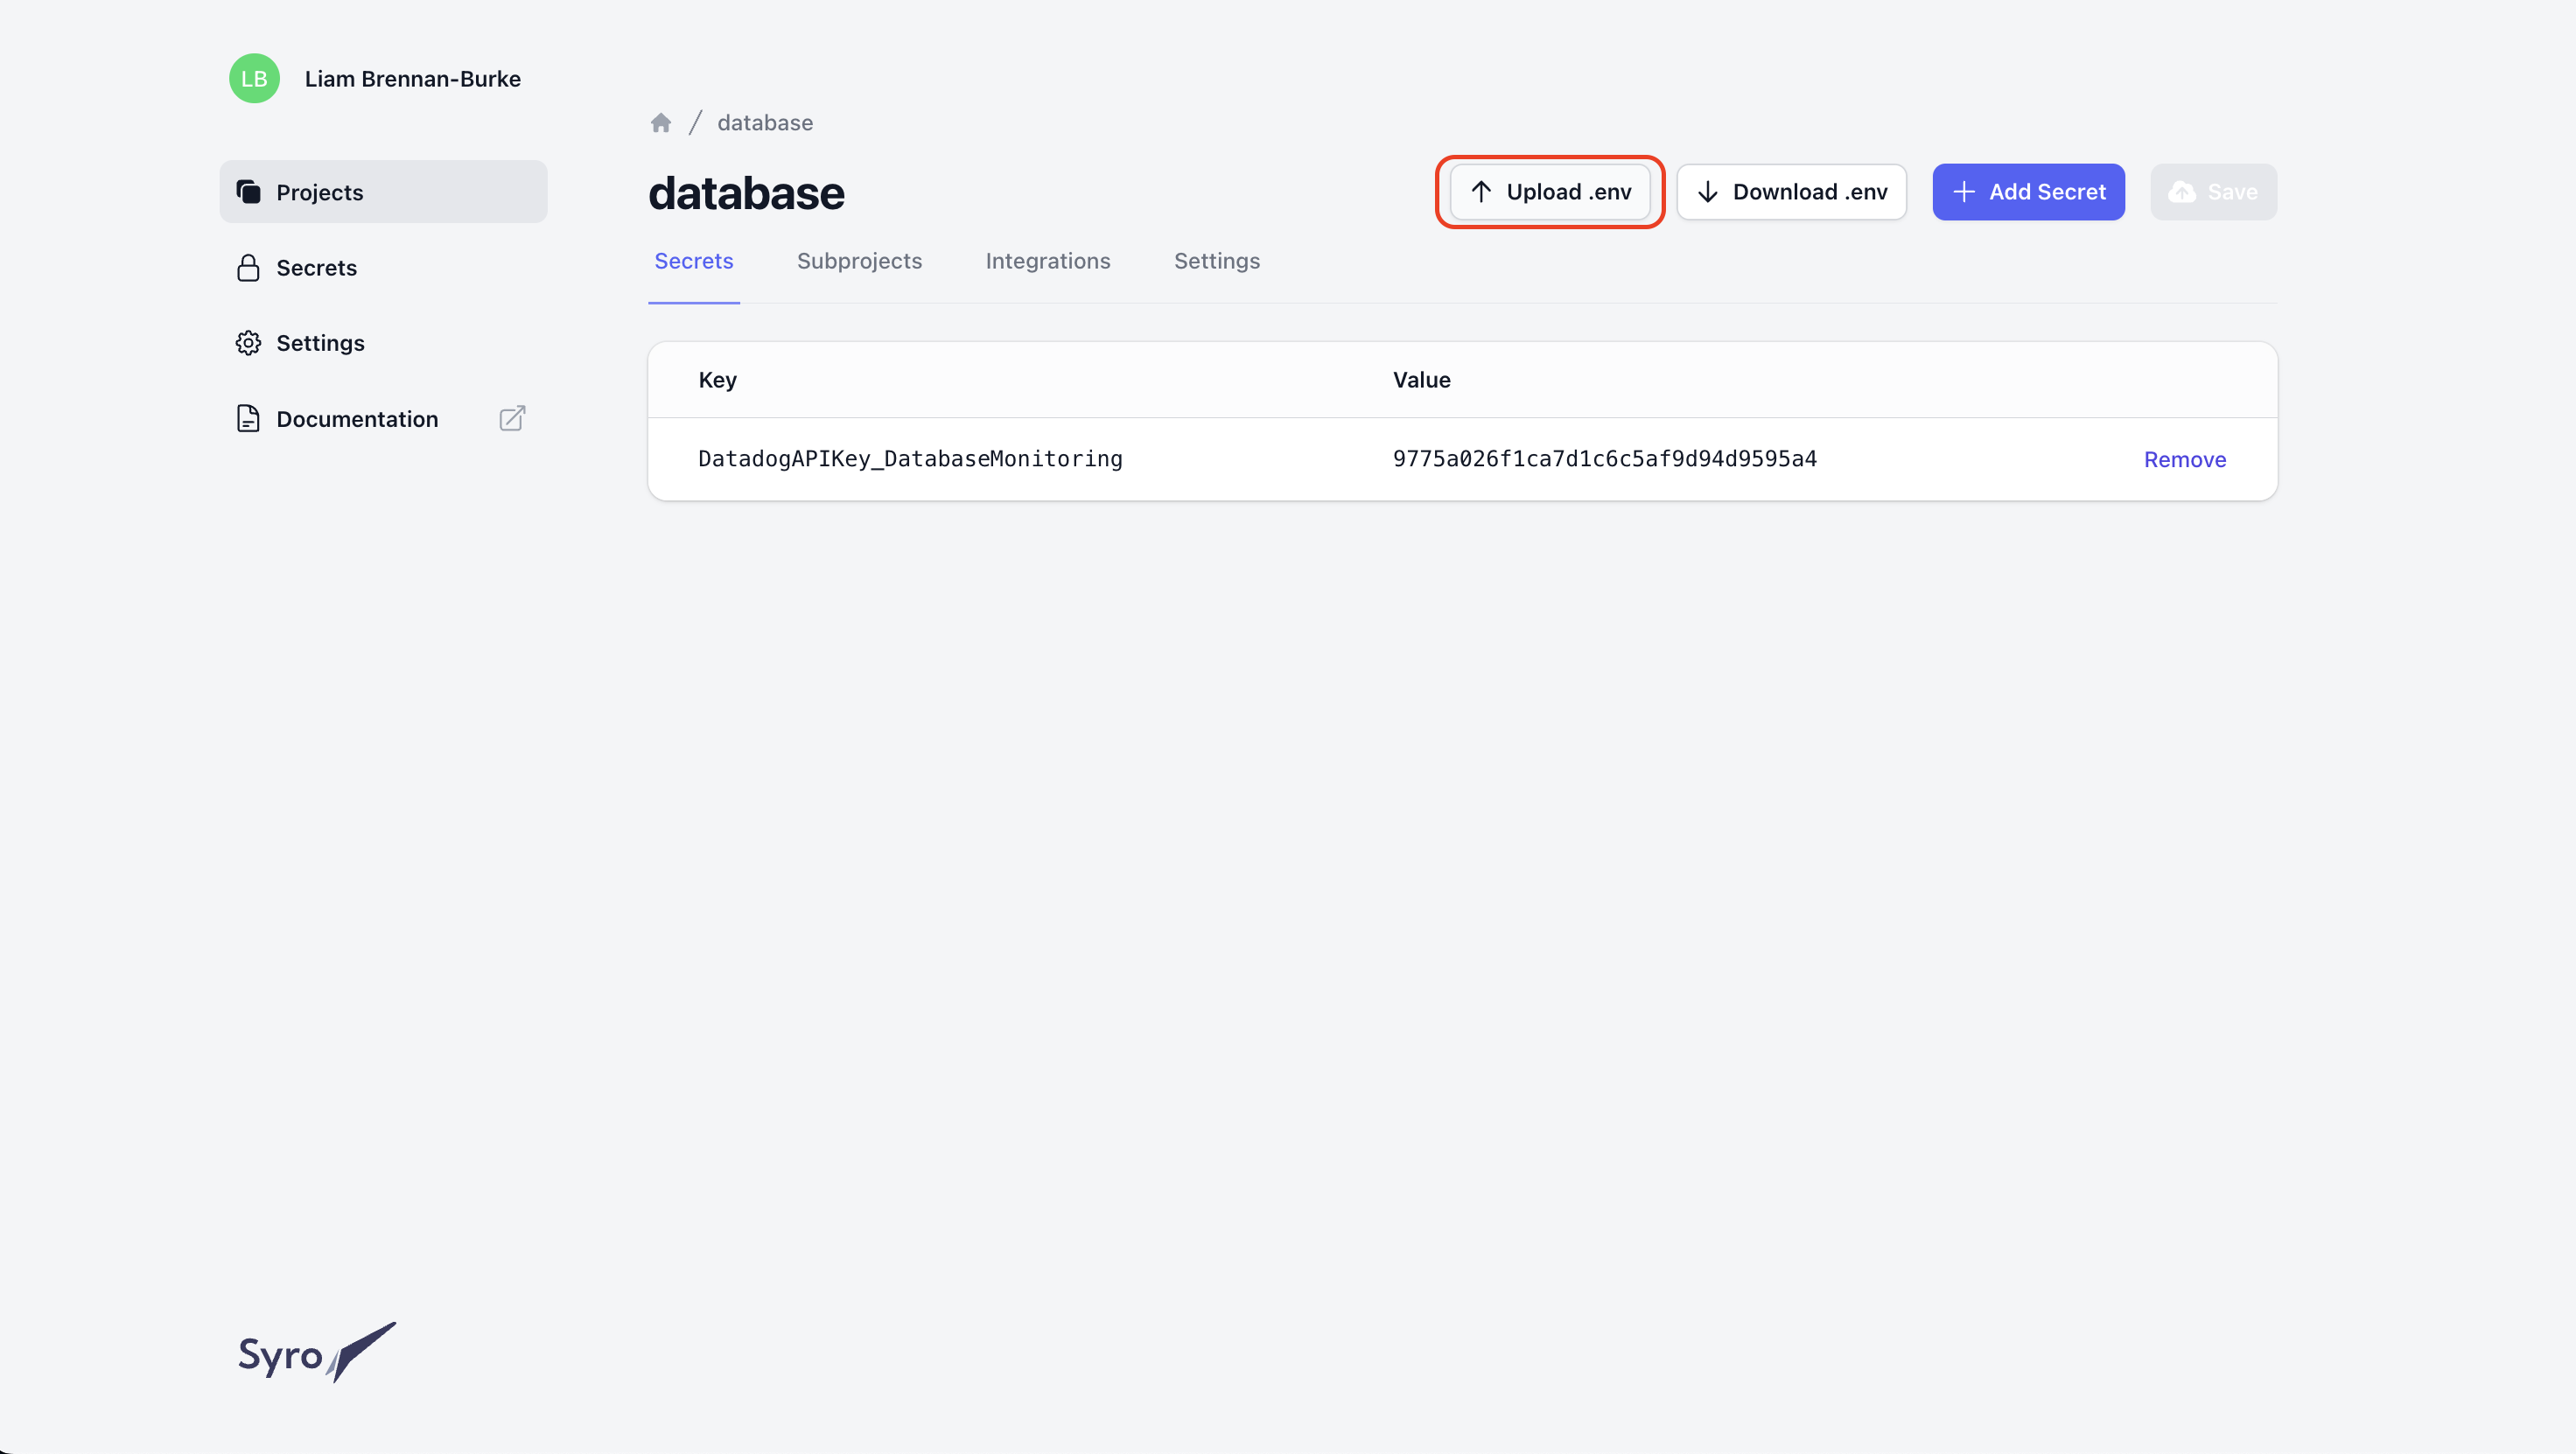 LB
Liam Brennan-Burke
Projects
Secrets
Settings
Documentation
/ database
database
Upload .env
Download .env
Add Secret
Save
Secrets
Subprojects
Integrations
Settings
Key Value
DatadogAPIKey_DatabaseMonitoring 9775a026f1ca7d1c6c5af9d94d9595a4 Remove
Syro